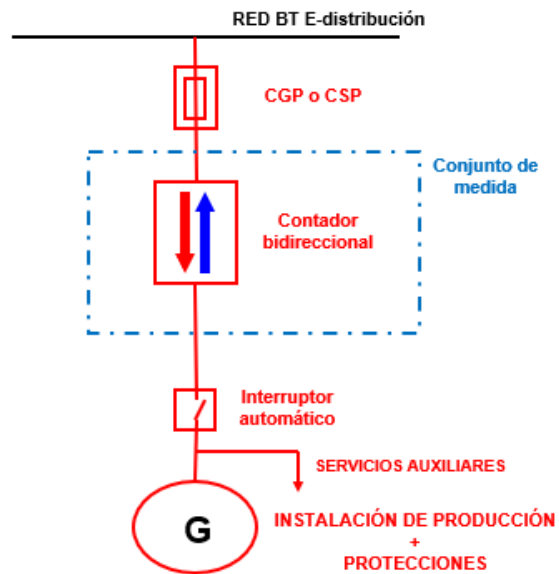 RED BT E-distribución
CGP o CSP
Conjunto de
medida
Contador
bidireccional
Interruptor
automático
SERVICIOS AUXILIARES
G
INSTALACIÓN DE PRODUCCIÓN
+
PROTECCIONES